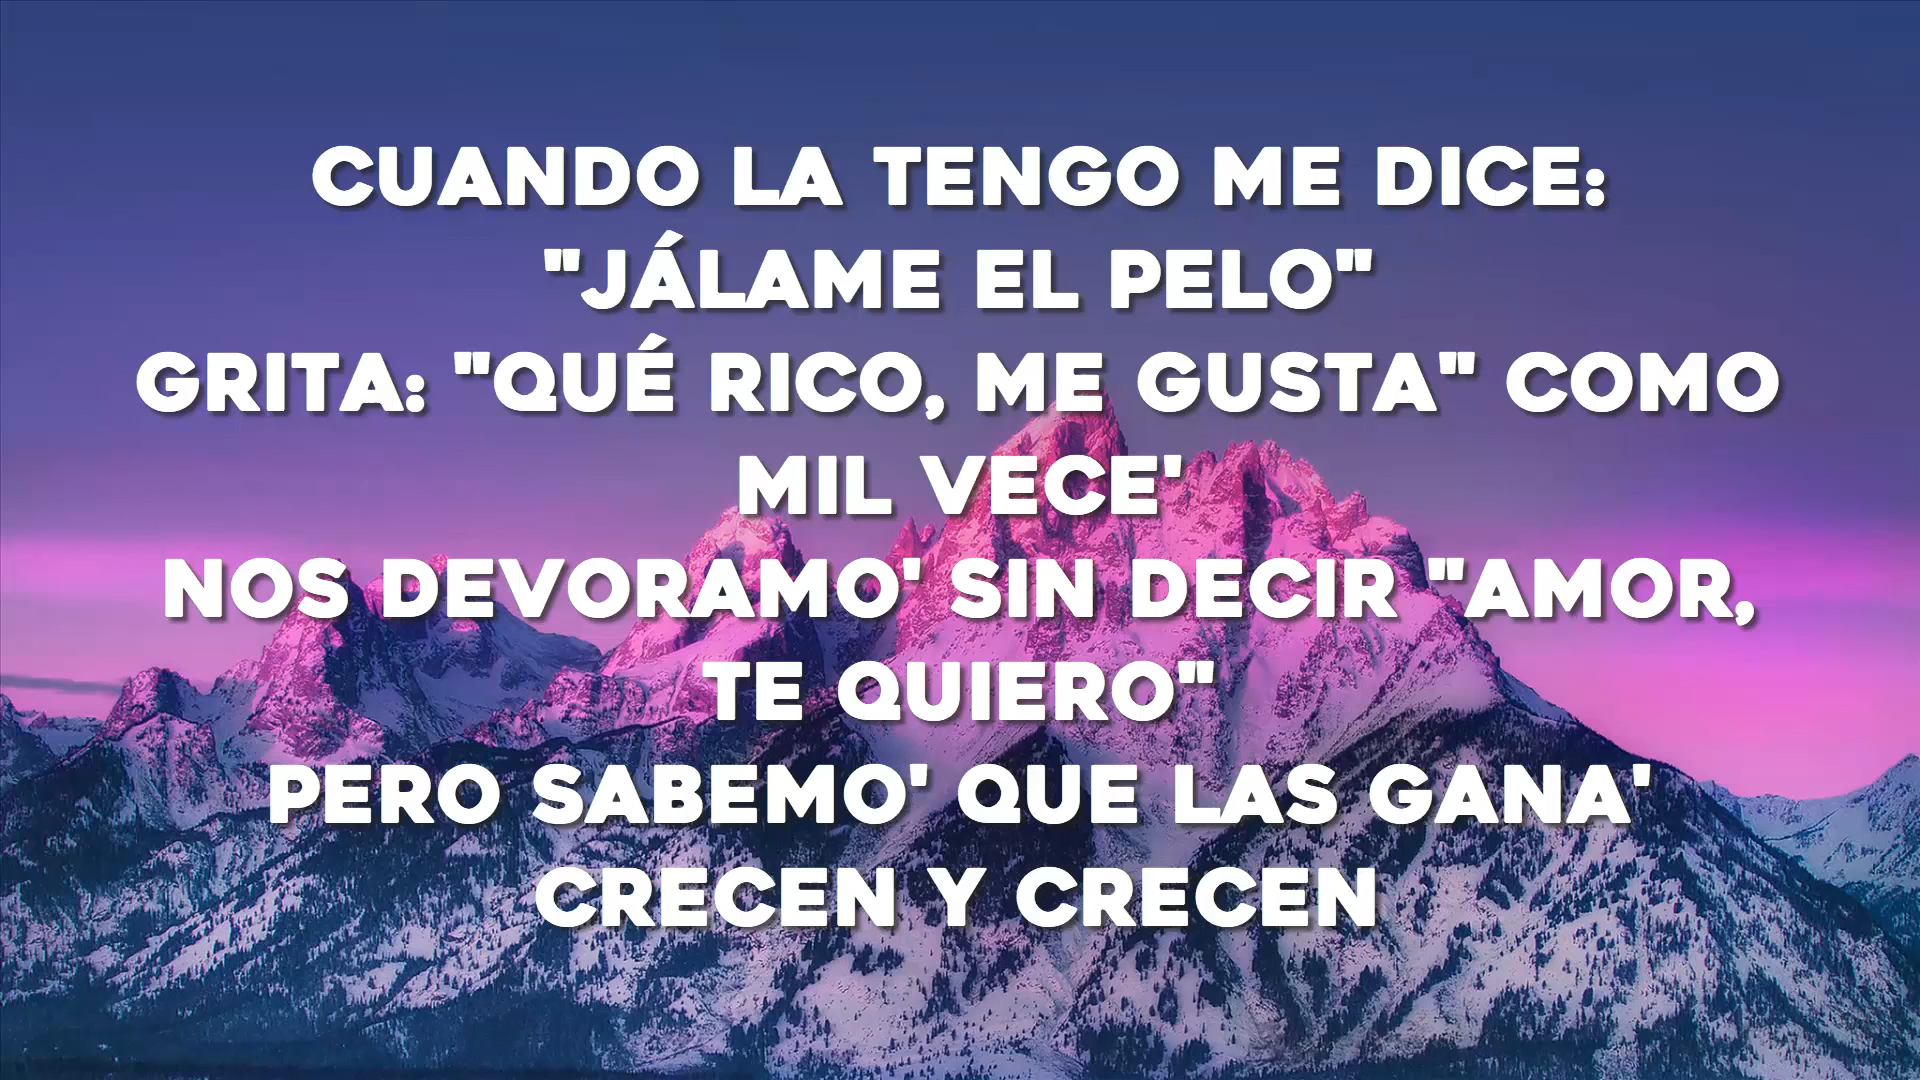 CUANDO LA TENGO ME DICE:
"JÁLAME EL PELO"
GRITA: "QUÉ RICO, ME GUSTA" COMO
MIL VECE'
NOS DEVORAMO' SIN DECIR "AMOR,
TE QUIERO"
PERO SABEMO' QUE LAS GANA'
CRECEN Y CRECEN